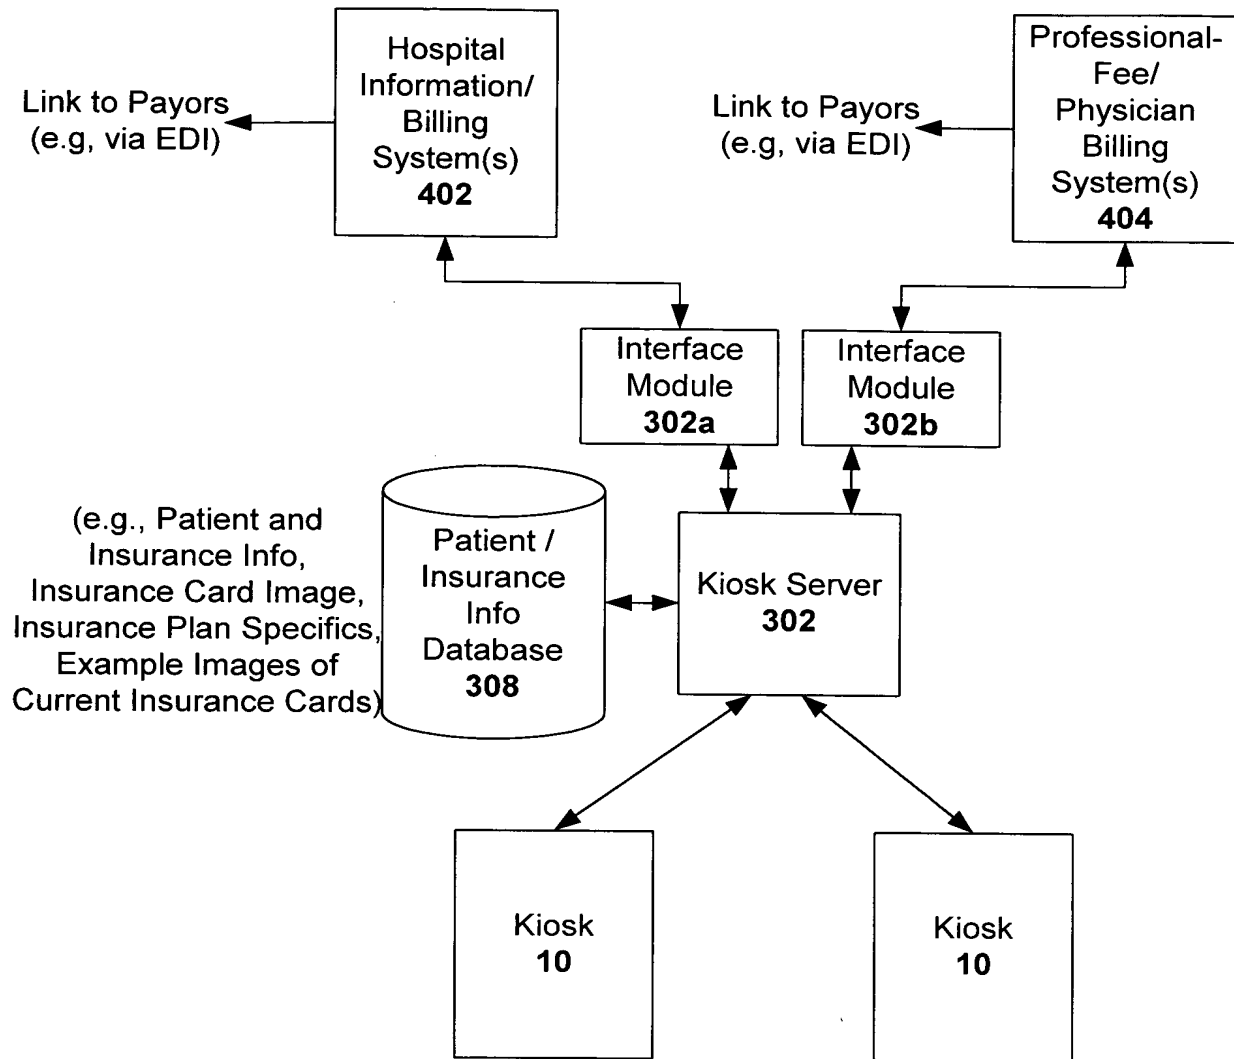 Hospital
Information/
Billing
System(s)
402
Professional-
Fee/
Physician
Billing
System(s)
404
Link to Payors
(e.g, via EDI)
Link to Payors
(e.g, via EDI)
Interface
Module
302a
Interface
Module
302b
(e.g., Patient and
Insurance Info,
Insurance Card Image,
Insurance Plan Specifics,
Example Images of
Current Insurance Cards)
Patient /
Insurance
Info
Database
308
Kiosk Server
302
Kiosk
10
Kiosk
10